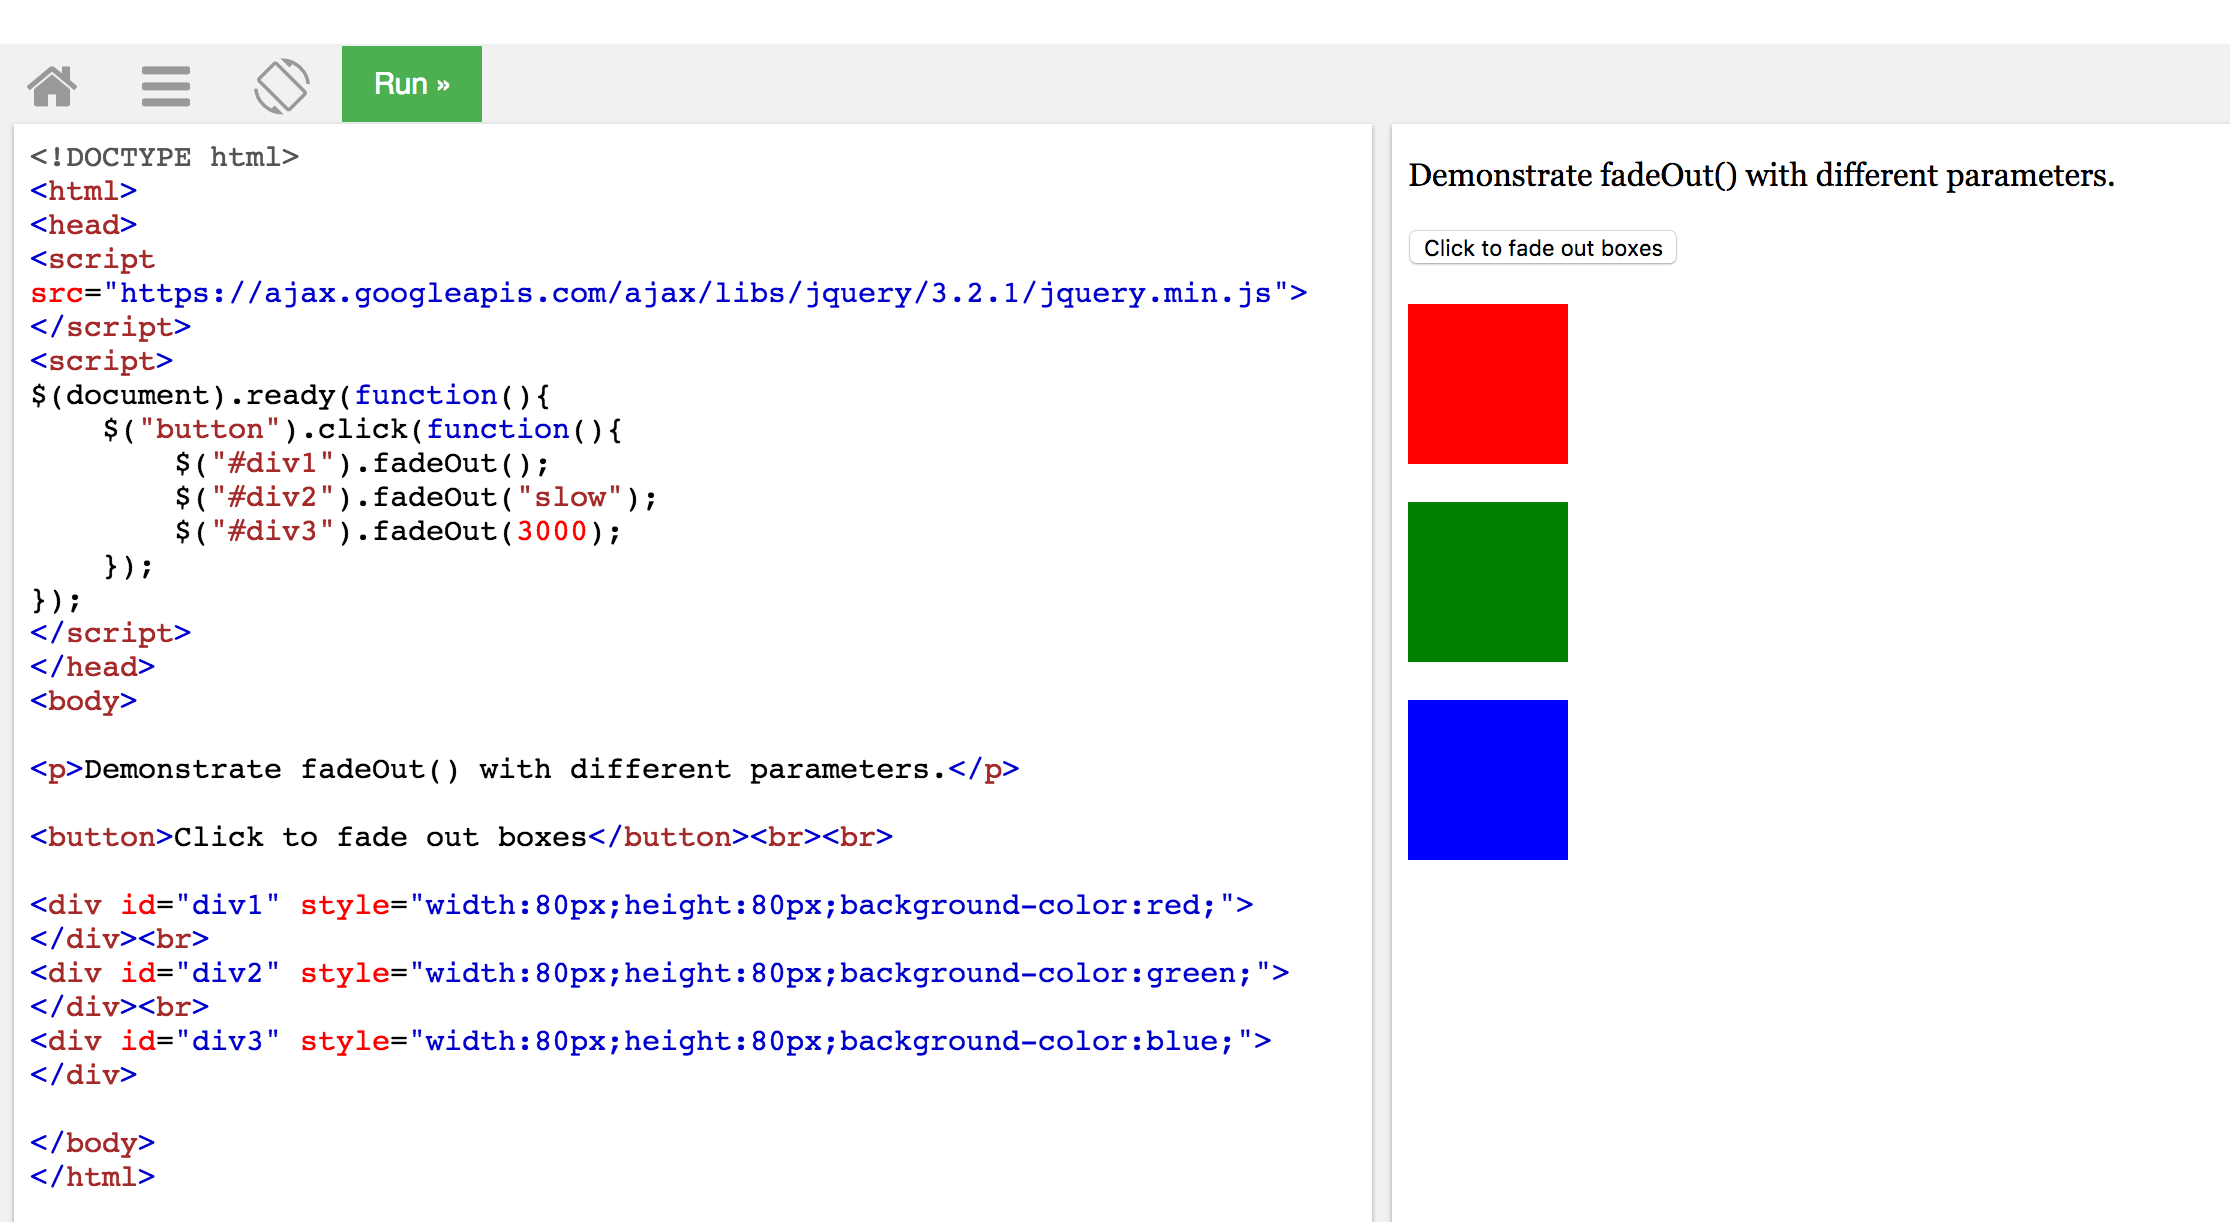 Run »
<!DOCTYPE html>
<html>
<head>
<script
src="https://ajax.googleapis.com/ajax/libs/jquery/3.2.1/jquery.min.js">
</script>
<script>
$(document).ready(function(){
    $("button").click(function(){
        $("#div1").fadeOut();
        $("#div2").fadeOut("slow");
        $("#div3").fadeOut(3000);
    });
});
</script>
</head>
<body>
<p>Demonstrate fadeOut() with different parameters.</p>
<button>Click to fade out boxes</button><br><br>
<div id="div1" style="width:80px;height:80px;background-color:red;">
</div><br>
<div id="div2" style="width:80px;height:80px;background-color:green;">
</div><br>
<div id="div3" style="width:80px;height:80px;background-color:blue;">
</div>
</body>
</html>
Demonstrate fadeOut() with different parameters.
Click to fade out boxes